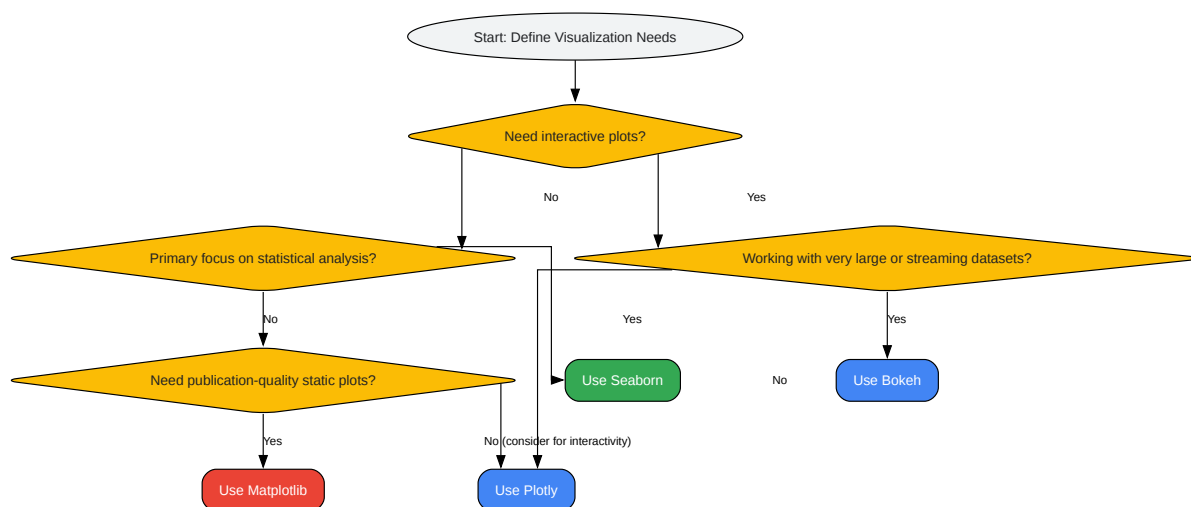 Start: Define Visualization Needs
Need interactive plots?
No
Yes
Primary focus on statistical analysis?
Working with very large or streaming datasets?
No
Yes
Yes
Need publication-quality static plots?
Use Seaborn
No
Use Bokeh
Yes
No (consider for interactivity)
Use Matplotlib
Use Plotly